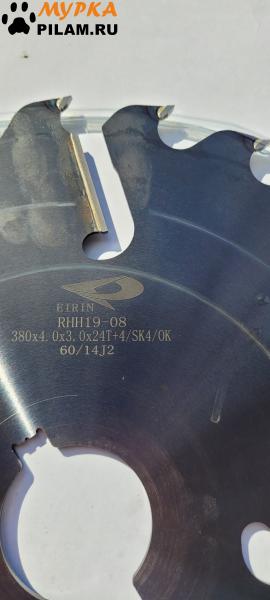 МУРКА
PILAM.RU
EIRIN
RHH19-08
380x4.0x3.0x24T+4/SK4/OK
60/14J2